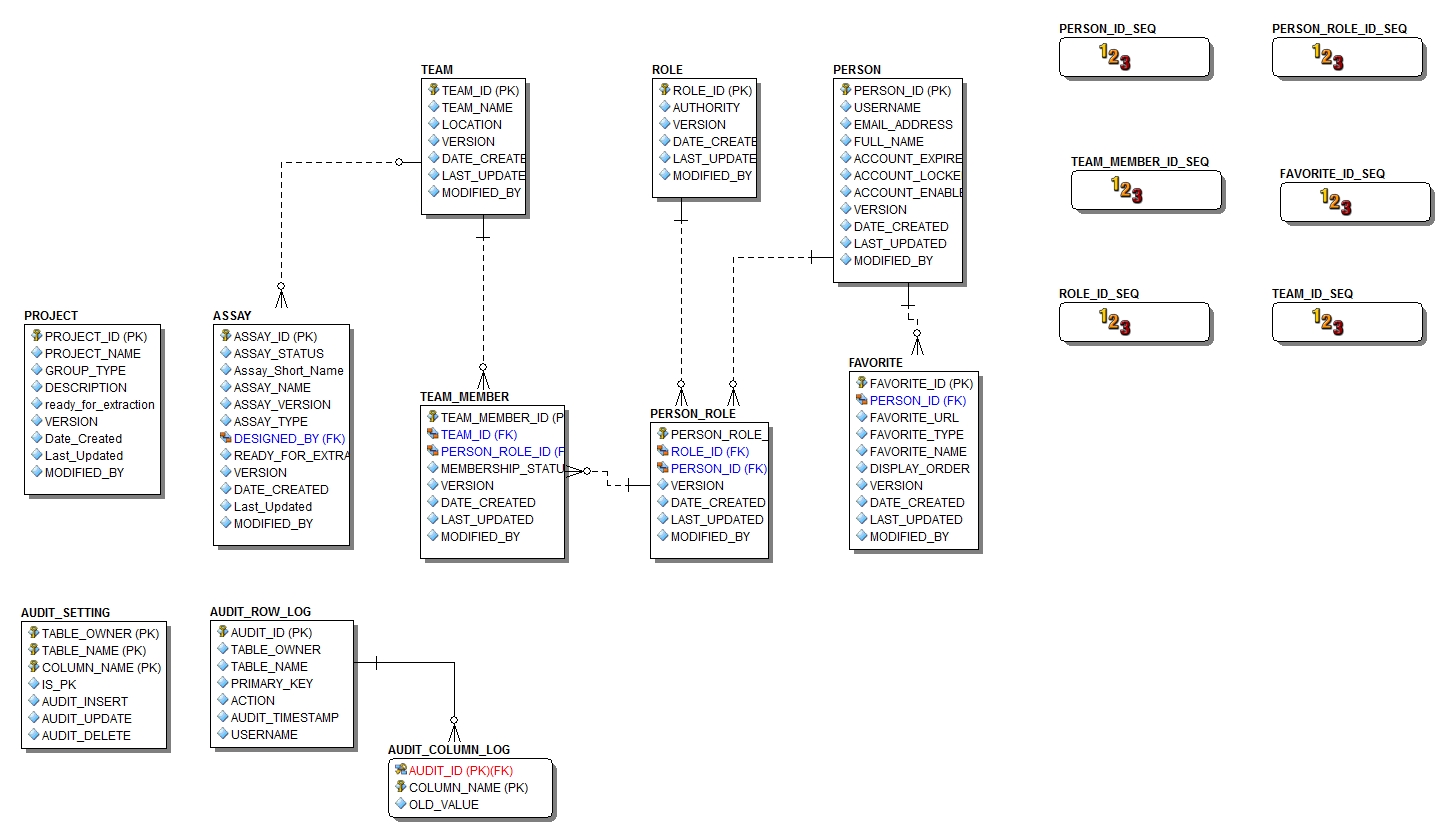 TEAM
TEAM_ID (PK)
TEAM_NAME
LOCATION
VERSION
DATE_CREATE
LAST_UPDATE
MODIFIED_BY
ROLE
ROLE_ID (PK)
AUTHORITY
VERSION
DATE_CREATE
LAST_UPDATE
MODIFIED_BY
PERSON
PERSON_ID (PK)
USERNAME
EMAIL_ADDRESS
FULL_NAME
ACCOUNT_EXPIRE
ACCOUNT_LOCKE
ACCOUNT_ENABLE
VERSION
DATE_CREATED
LAST_UPDATED
MODIFIED_BY
PERSON_ID_SEQ
123
PERSON_ROLE_ID_SEQ
123
TEAM_MEMBER_ID_SEQ
123
FAVORITE_ID_SEQ
123
ROLE_ID_SEQ
123
TEAM_ID_SEQ
123
PROJECT
PROJECT_ID (PK)
PROJECT_NAME
GROUP_TYPE
DESCRIPTION
ready_for_extraction
VERSION
Date_Created
Last_Updated
MODIFIED_BY
ASSAY
ASSAY_ID (PK)
ASSAY_STATUS
Assay_Short_Name
ASSAY_NAME
ASSAY_VERSION
ASSAY_TYPE
DESIGNED_BY (FK)
READY_FOR_EXTRA
VERSION
DATE_CREATED
Last_Updated
MODIFIED_BY
TEAM_MEMBER
TEAM_MEMBER_ID (P
TEAM_ID (FK)
PERSON_ROLE_ID (F
MEMBERSHIP_STATU
VERSION
DATE_CREATED
LAST_UPDATED
MODIFIED_BY
PERSON_ROLE
PERSON_ROLE_
ROLE_ID (FK)
PERSON_ID (FK)
VERSION
DATE_CREATED
LAST_UPDATED
MODIFIED_BY
FAVORITE
FAVORITE_ID (PK)
PERSON_ID (FK)
FAVORITE_URL
FAVORITE_TYPE
FAVORITE_NAME
DISPLAY_ORDER
VERSION
DATE_CREATED
LAST_UPDATED
MODIFIED_BY
AUDIT_SETTING
TABLE_OWNER (PK)
TABLE_NAME (PK)
COLUMN_NAME (PK)
IS_PK
AUDIT_INSERT
AUDIT_UPDATE
AUDIT_DELETE
AUDIT_ROW_LOG
AUDIT_ID (PK)
TABLE_OWNER
TABLE_NAME
PRIMARY_KEY
ACTION
AUDIT_TIMESTAMP
USERNAME
AUDIT_COLUMN_LOG
AUDIT_ID (PK)(FK)
COLUMN_NAME (PK)
OLD_VALUE